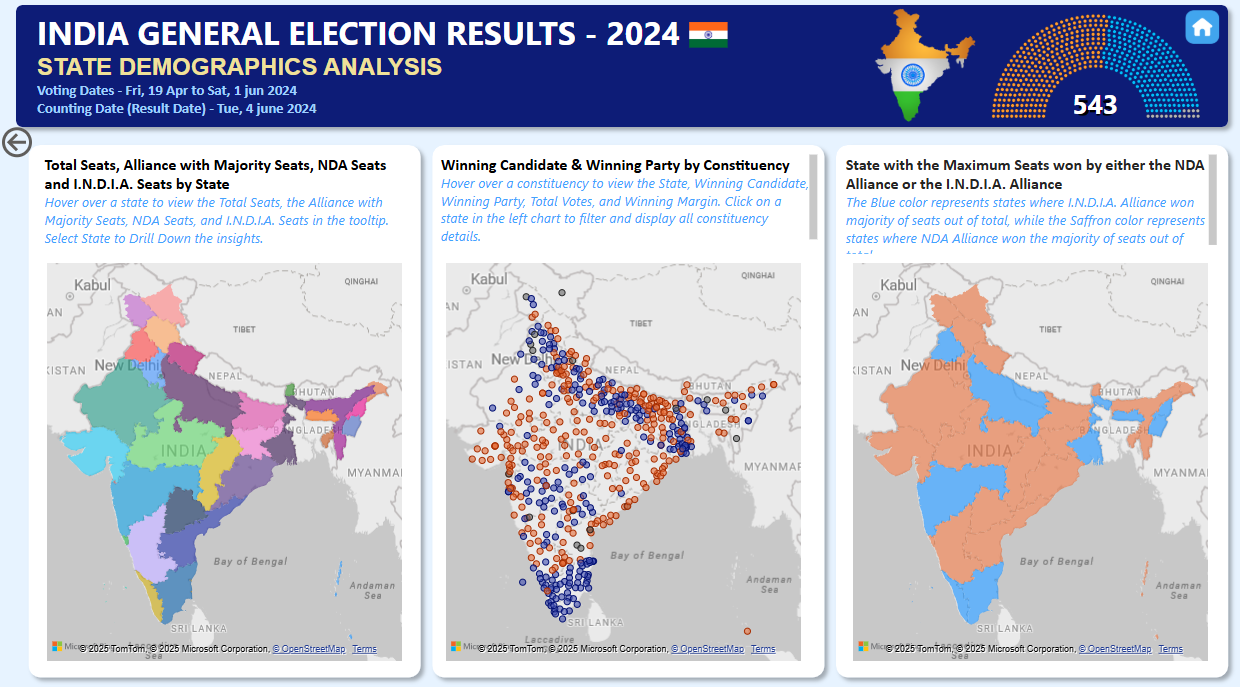 INDIA GENERAL ELECTION RESULTS - 2024
STATE DEMOGRAPHICS ANALYSIS
Voting Dates - Fri, 19 Apr to Sat, 1 jun 2024
Counting Date (Result Date) - Tue, 4 june 2024
543
Total Seats, Alliance with Majority Seats, NDA Seats
and I.N.D.I.A. Seats by State
Hover over a state to view the Total Seats, the Alliance with
Majority Seats, NDA Seats, and I.N.D.I.A. Seats in the tooltip.
Select State to Drill Down the insights.
Kabul
QINGHAI
AN
TIBET
New Delhi
KISTAN
NEPAL
BHUTAN
BANGLADESH
INDIA
MYANMAR
Bay of Bengal
Andaman
Sea
SRI LANKA
© 2025 TomTom, © 2025 Microsoft Corporation, © OpenStreetMap Terms
Sea
Winning Candidate & Winning Party by Constituency
Hover over a constituency to view the State, Winning Candidate,
Winning Party, Total Votes, and Winning Margin. Click on a
state in the left chart to filter and display all constituency
details.
Kabul
QINGHAI
AN
TIBET
New Delhi
ISTAN
NEPAL
BHUTAN
NGLADESH
INDIA
MYANMAR
Bay of Bengal
Andaman
Sea
SRI LANKA
Laccadive
© 2025 TomTom, © 2025 Microsoft Corporation, © OpenStreetMap Terms
State with the Maximum Seats won by either the NDA
Alliance or the I.N.D.I.A. Alliance
The Blue color represents states where I.N.D.I.A. Alliance won
majority of seats out of total, while the Saffron color represents
states where NDA Alliance won the majority of seats out of
Kabul
QINGHAI
AN
TIBET
New Delhi
KISTAN
NEPAL
BHUTAN
BANGLADESH
INDIA
MYANMA
Bay of Bengal
Andaman
Sea
SRI LANKA
© 2025 TomTom, © 2025 Microsoft Corporation, © OpenStreetMap Terms
Sea